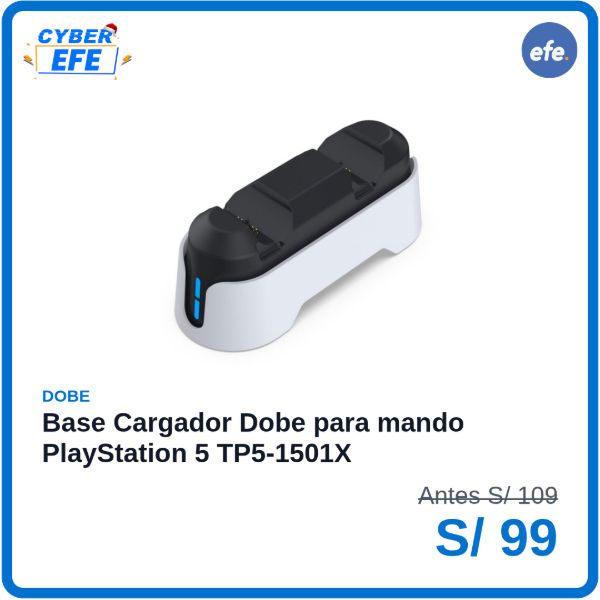 CYBER
EFE
efe.
DOBE
Base Cargador Dobe para mando
PlayStation 5 TP5-1501X
Antes S/ 109
S/ 99